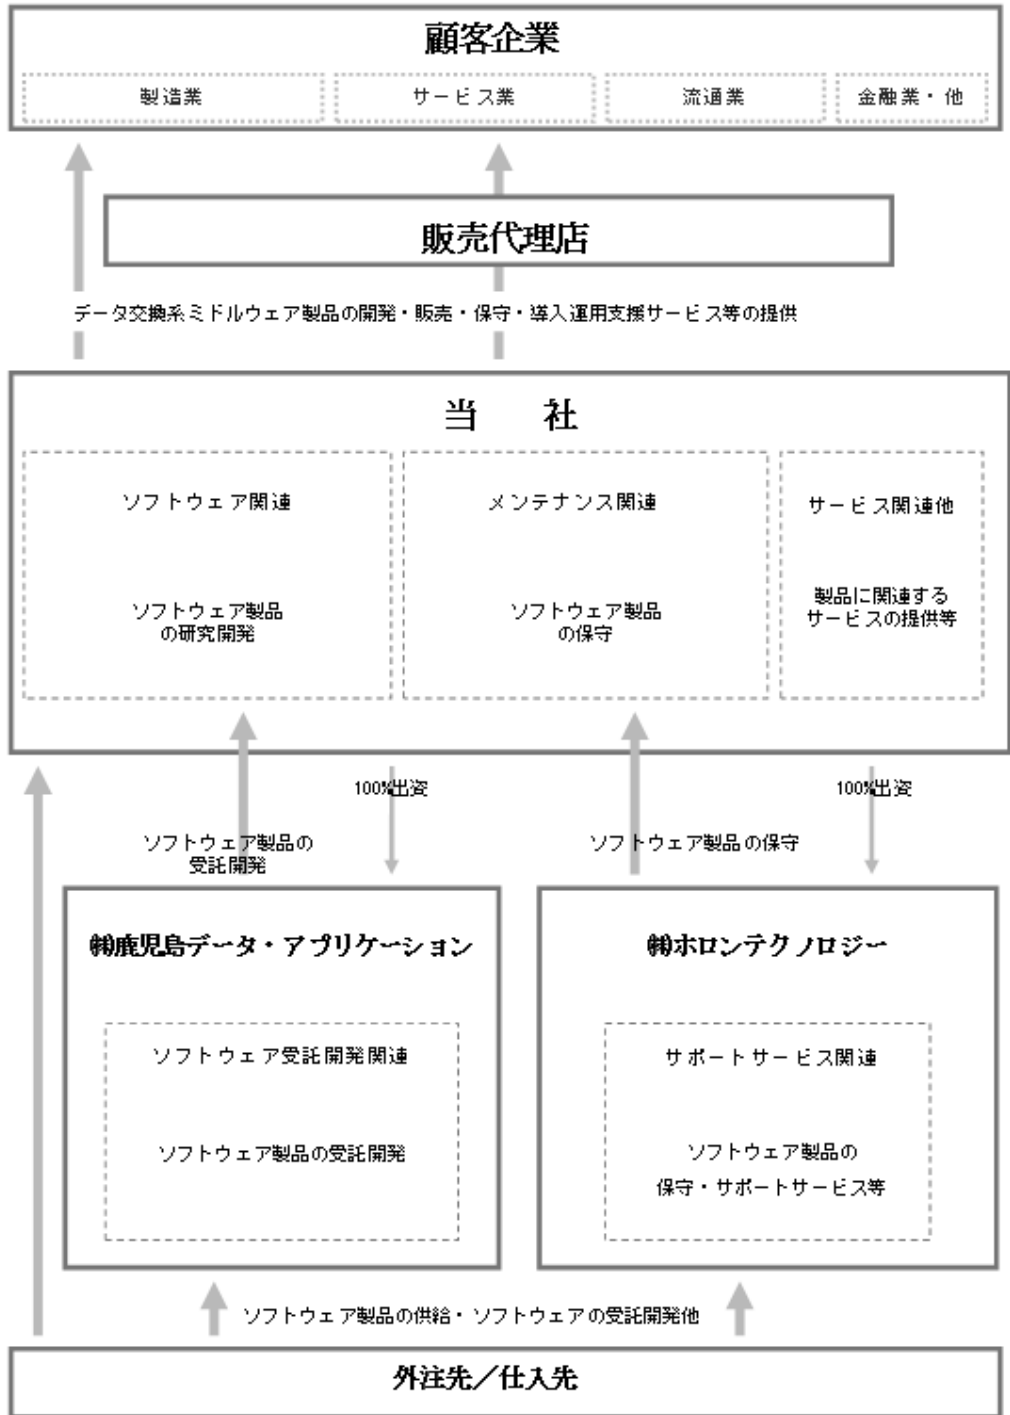 顧客企業
製造業
サービス業
流通業
金融業・他
販売代理店
データ交換系ミドルウェア製品の開発・販売・保守・導入運用支援サービス等の提供
当　社
ソフトウェア関連
ソフトウェア製品
の研究開発
メンテナンス関連
ソフトウェア製品
の保守
サービス関連他
製品に関連する
サービスの提供等
100%出資
100%出資
ソフトウェア製品の
受託開発
ソフトウェア製品の保守
㈱鹿児島データ・アプリケーション
ソフトウェア受託開発関連
ソフトウェア製品の受託開発
㈱ホロンテクノロジー
サポートサービス関連
ソフトウェア製品の
保守・サポートサービス等
ソフトウェア製品の供給・ソフトウェアの受託開発他
外注先／仕入先